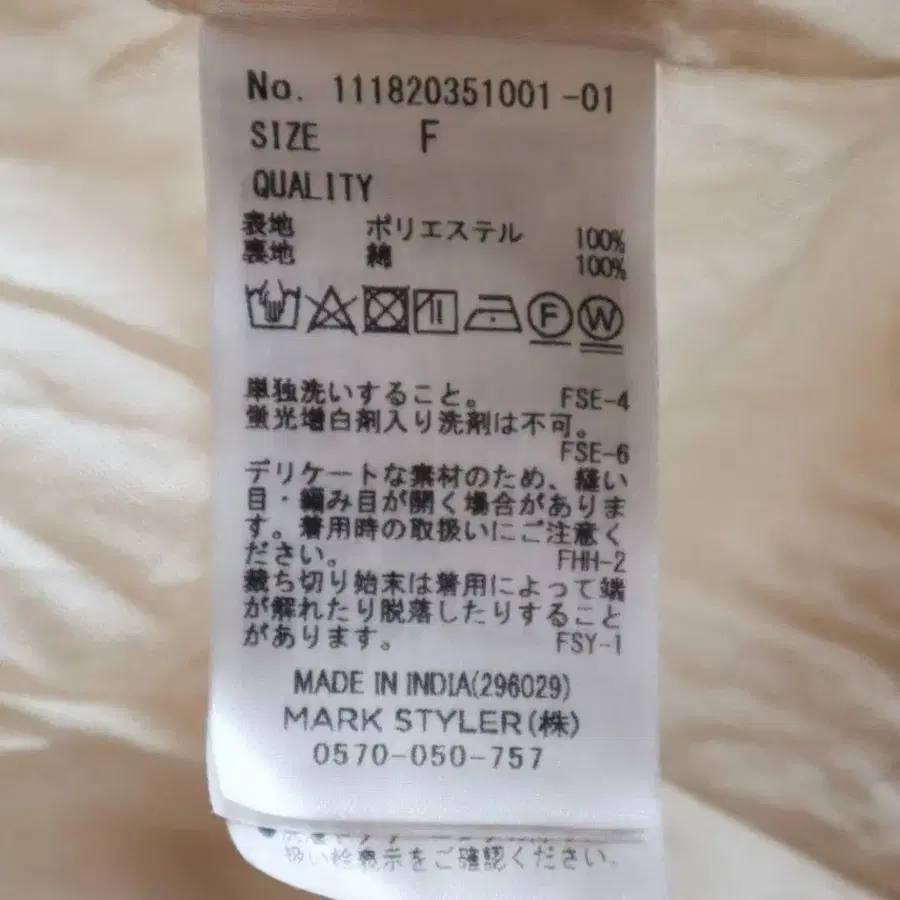 No. 111820351001-01
SIZE F
QUALITY
表地 ポリエステル 100%
裏地 綿 100%
F W
単独洗いすること。 FSE-4
蛍光増白剤入り洗剤は不可。
FSE-6
デリケートな素材のため、縫い
目・編み目が開く場合がありま
す。着用時の取扱いにご注意く
ださい。 FHH-2
裁ち切り始末は着用によって端
が解れたり脱落したりすること
があります。 FSY-1
MADE IN INDIA(296029)
MARK STYLER(株)
0570-050-757
扱い絵表示をご確認ください。